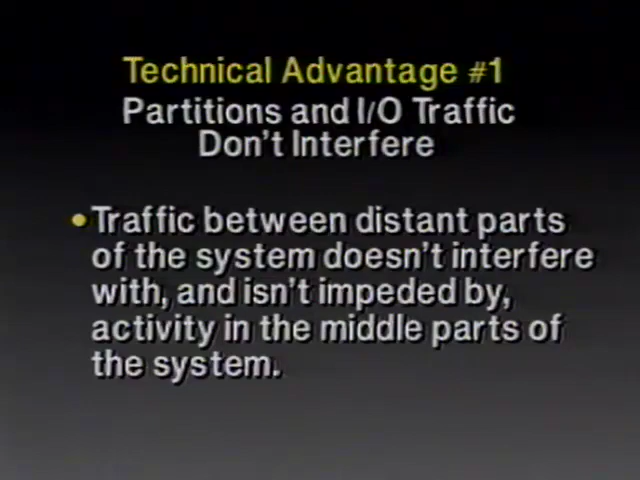 Technical Advantage #1
Partitions and I/O Traffic
Don't Interfere
• Traffic between distant parts
of the system doesn't interfere
with, and isn't impeded by,
activity in the middle parts of
the system.